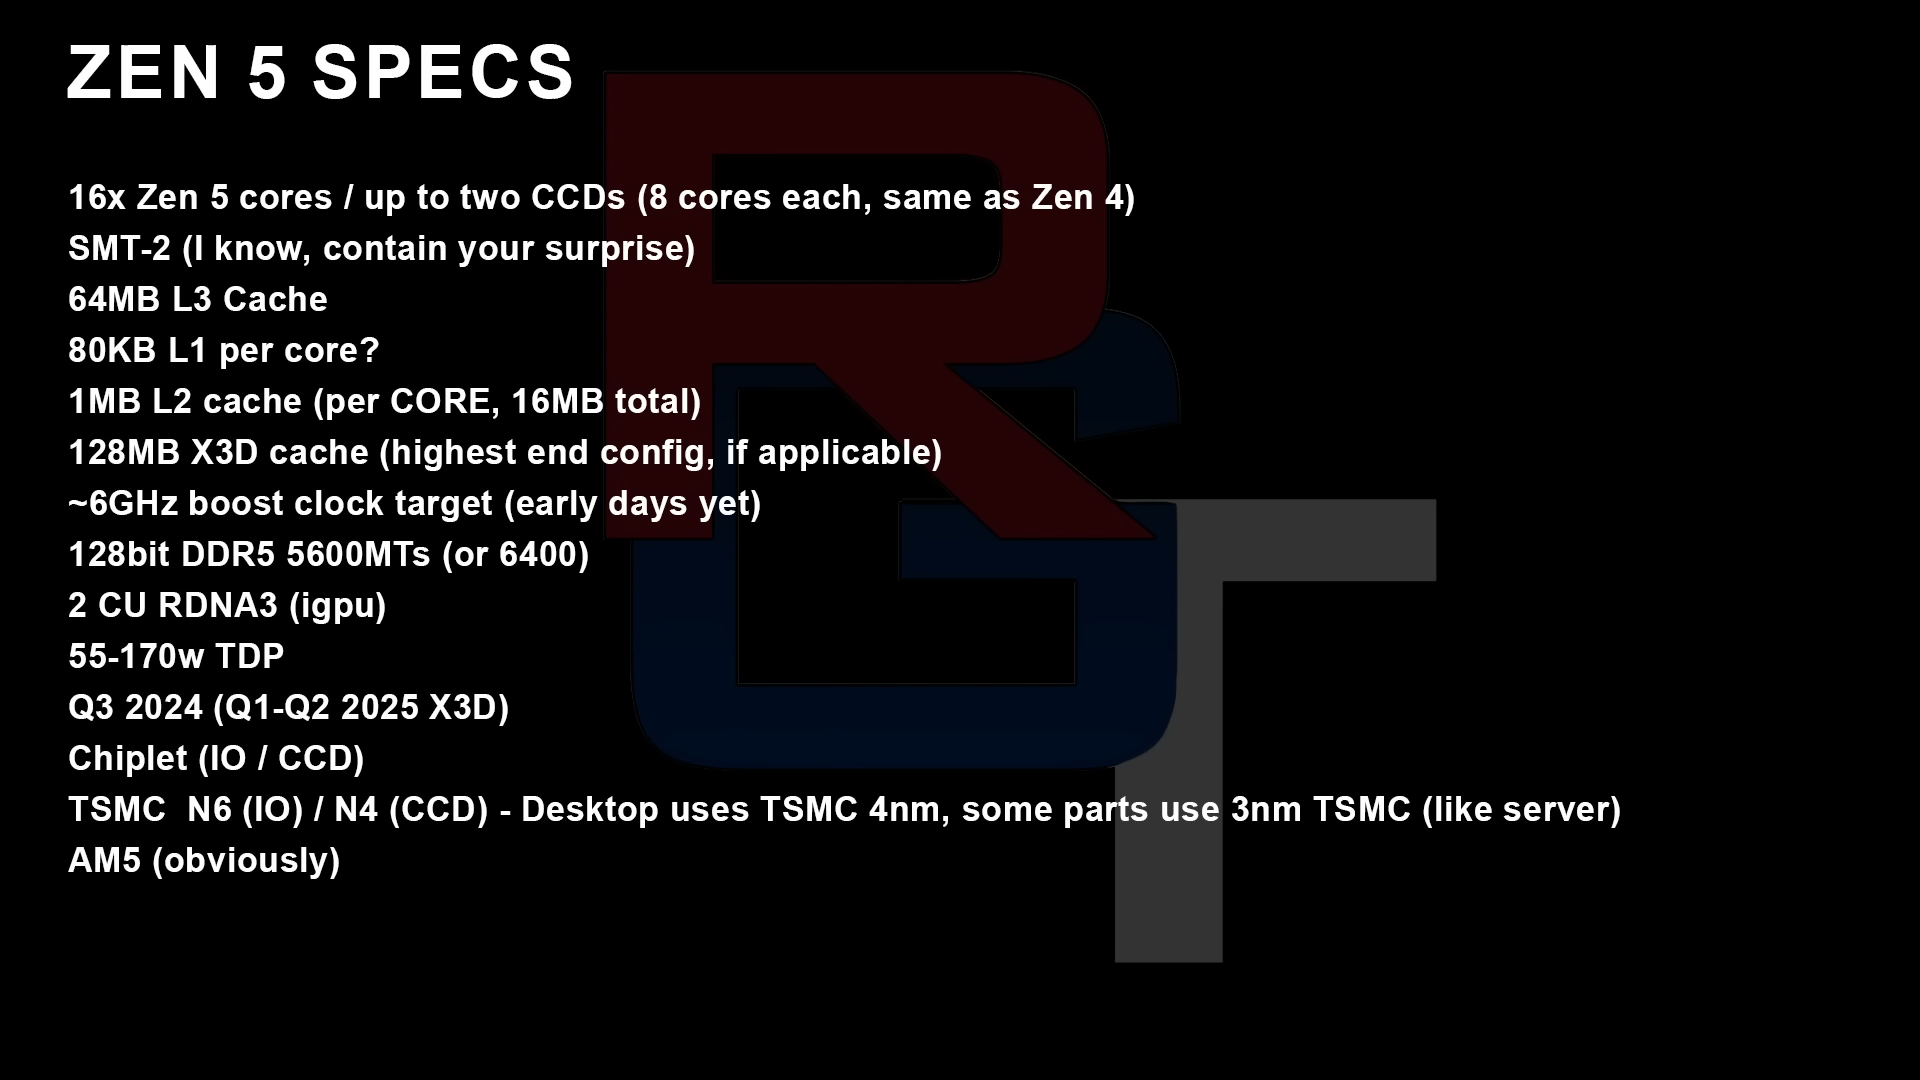 ZEN 5 SPECS
16x Zen 5 cores / up to two CCDs (8 cores each, same as Zen 4)
SMT-2 (I know, contain your surprise)
64MB L3 Cache
80KB L1 per core?
1MB L2 cache (per CORE, 16MB total)
128MB X3D cache (highest end config, if applicable)
~6GHz boost clock target (early days yet)
128bit DDR5 5600MTs (or 6400)
2 CU RDNA3 (igpu)
55-170w TDP
Q3 2024 (Q1-Q2 2025 X3D)
Chiplet (IO / CCD)
TSMC  N6 (IO) / N4 (CCD) - Desktop uses TSMC 4nm, some parts use 3nm TSMC (like server)
AM5 (obviously)
RGT